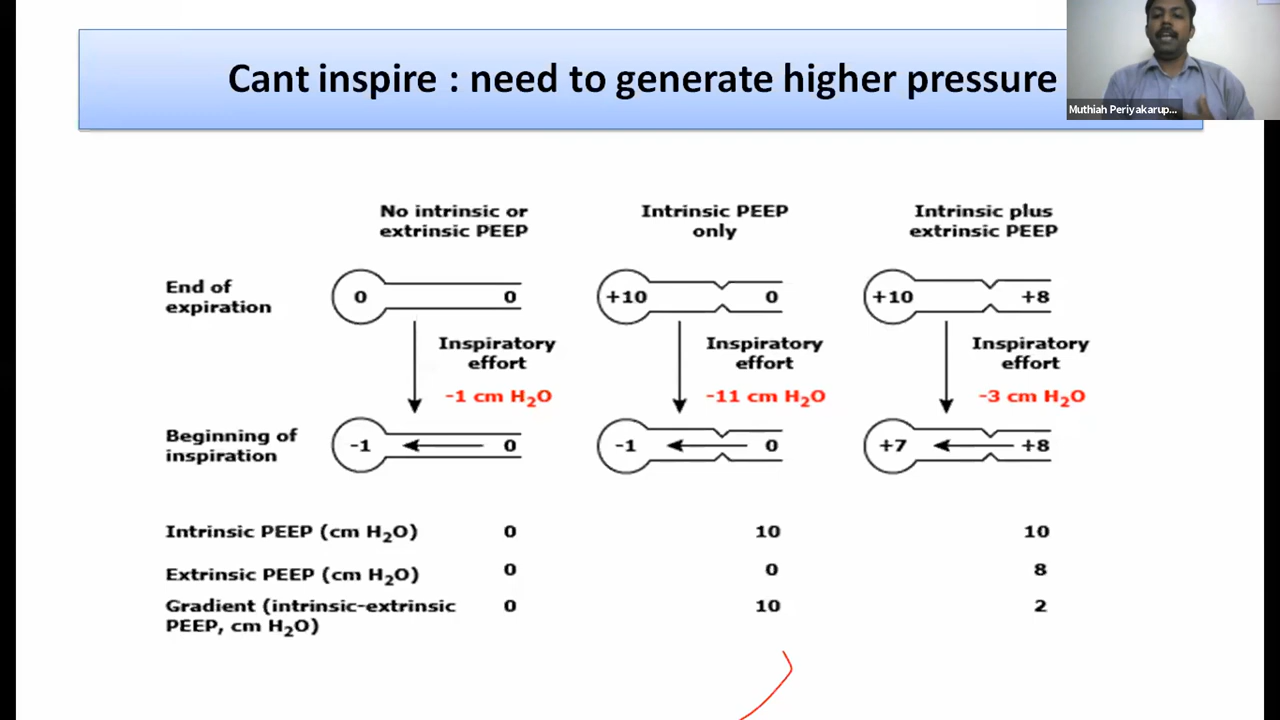 Cant inspire : need to generate higher pressure
Muthiah Periyakarup...
No intrinsic or
extrinsic PEEP
Intrinsic PEEP
only
Intrinsic plus
extrinsic PEEP
End of
expiration
0 0
+10 0
+10 +8
Inspiratory
effort
-1 cm H₂O
Inspiratory
effort
-11 cm H₂O
Inspiratory
effort
-3 cm H₂O
Beginning of
inspiration
-1 0
-1 0
+7 +8
Intrinsic PEEP (cm H₂O) 0 10 10
Extrinsic PEEP (cm H₂O) 0 0 8
Gradient (intrinsic-extrinsic 0 10 2
PEEP, cm H₂O)